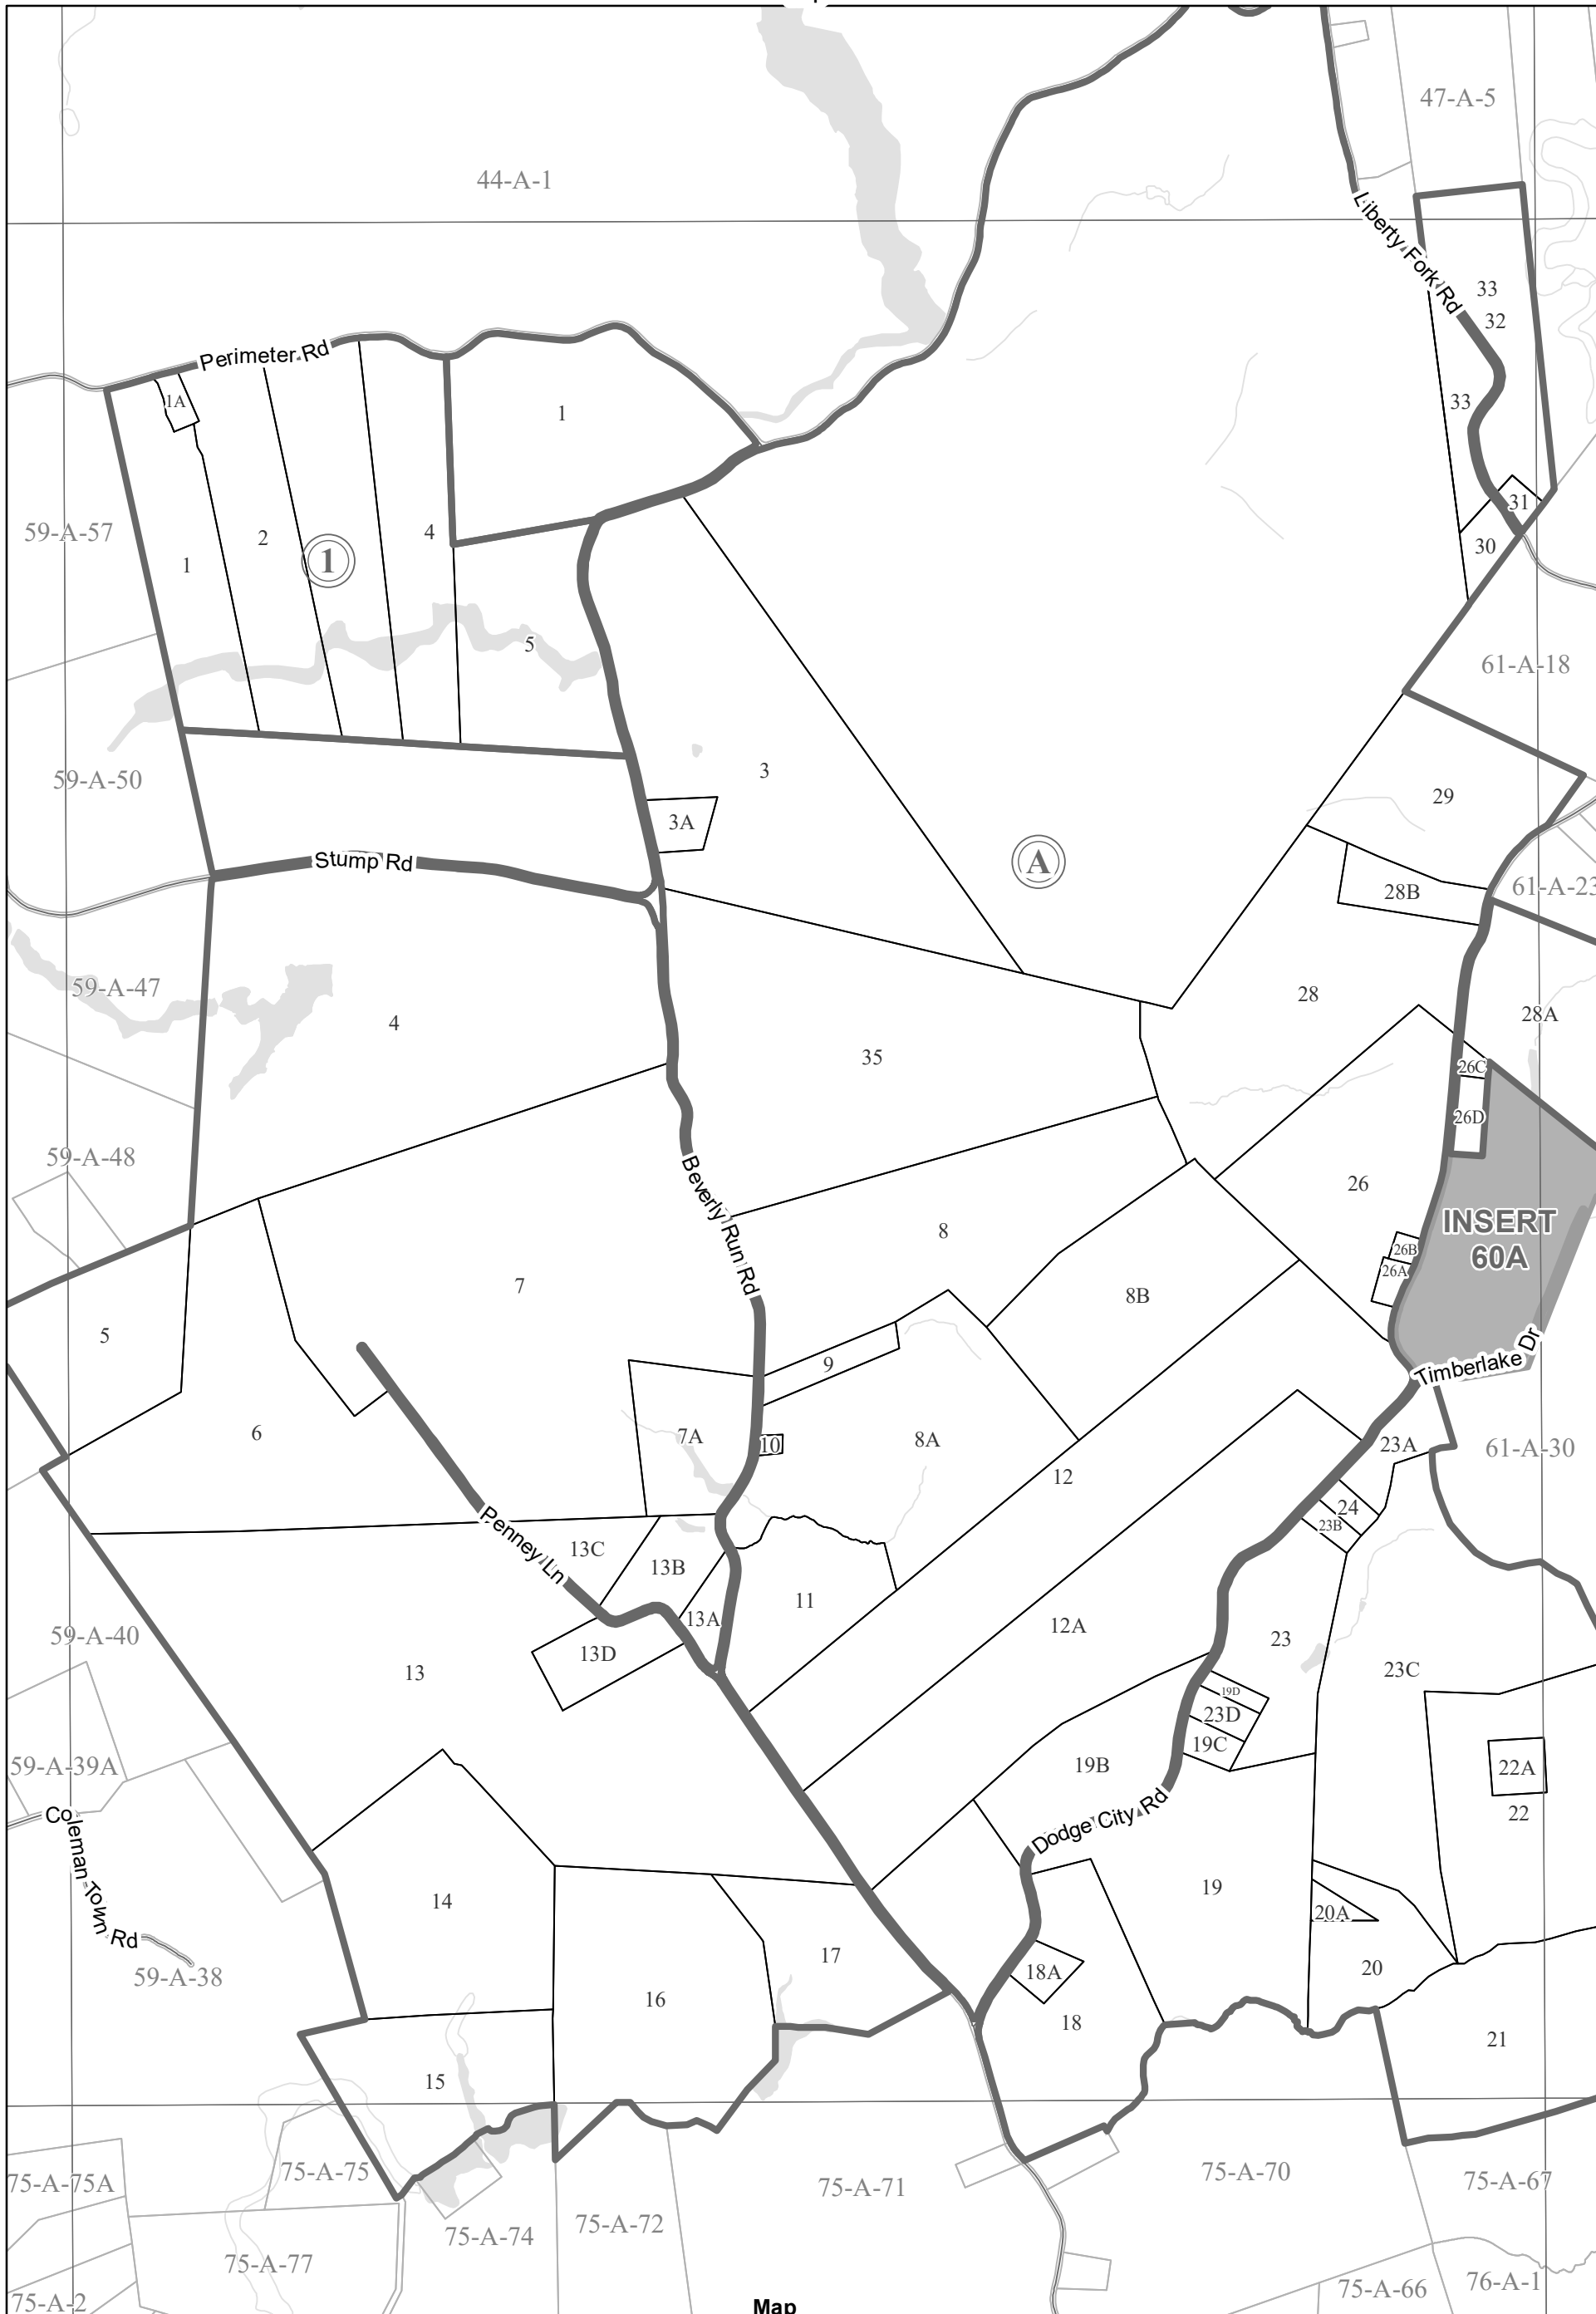 47-A-5
44-A-1
Liberty Fork Rd
33
32
Perimeter Rd
1A
1
33
31
59-A-57
2
1
4
30
1
5
61-A-18
59-A-50
3
29
3A
Stump Rd
A
28B
61-A-23
59-A-47
28
4
28A
35
26C
26D
59-A-48
26
Beverly Run Rd
INSERT
60A
8
26B
26A
7
8B
5
9
Timberlake Dr
6
7A
10
8A
23A
61-A-30
12
24
23B
Penney Ln
13C
13B
11
13A
12A
59-A-40
13D
23
13
23C
19D
23D
19C
59-A-39A
19B
22A
Coleman Town Rd
22
Dodge City Rd
14
19
20A
17
59-A-38
18A
20
16
18
21
15
75-A-75
75-A-75A
75-A-71
75-A-70
75-A-67
75-A-74
75-A-72
75-A-77
75-A-66
76-A-1
75-A-2
Map